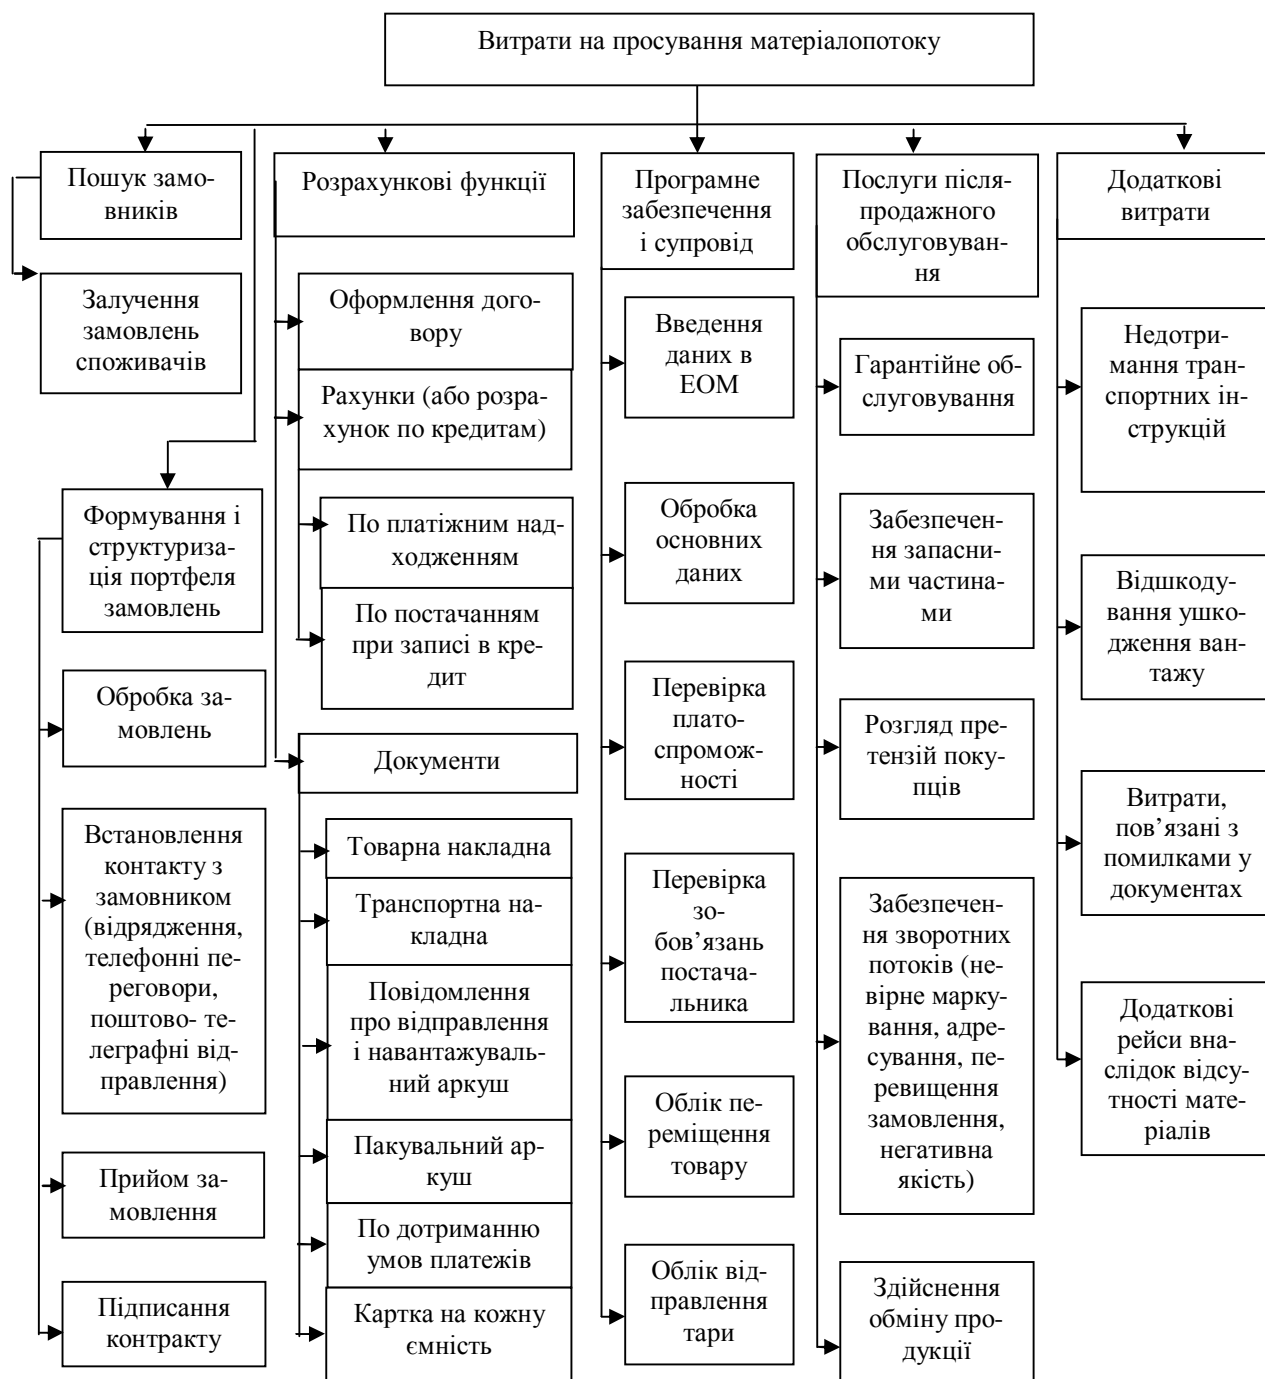 Витрати на просування матеріалопотоку
Пошук замо-
вників
Залучення
замовлень
споживачів
Формування і
структуриза-
ція портфеля
замовлень
Обробка за-
мовлень
Встановлення
контакту з
замовником
(відрядження,
телефонні пе-
реговори,
поштово- те-
леграфні від-
правлення)
Прийом за-
мовлення
Підписання
контракту
Розрахункові функції
Оформлення дого-
вору
Рахунки (або розра-
хунок по кредитам)
По платіжним над-
ходженням
По постачанням
при записі в кре-
дит
Документи
Товарна накладна
Транспортна на-
кладна
Повідомлення
про відправлення
і навантажуваль-
ний аркуш
Пакувальний ар-
куш
По дотриманню
умов платежів
Картка на кожну
ємність
Програмне
забезпечення
і супровід
Введення
даних в
ЕОМ
Обробка
основних
даних
Перевірка
плато-
спроможс-
ності
Перевірка
зо-
бов’язань
постача-
льника
Облік пе-
реміщення
товару
Облік від-
правлення
тари
Послуги після-
продажного
обслуговуван-
ня
Гарантійне об-
слуговування
Забезпечен-
ня запасни-
ми частина-
ми
Розгляд пре-
тензій поку-
пців
Забезпечен-
ня зворотних
потоків (не-
вірне марку-
вання, адре-
сування, пе-
ревищення
замовлення,
негативна
якість)
Здійснення
обміну про-
дукції
Додаткові
витрати
Недотри-
мання тран-
спортних ін-
струкцій
Відшкоду-
вання ушко-
дження ван-
тажу
Витрати,
пов’язані з
помилками у
документах
Додаткові
рейси вна-
слідок відсу-
тності мате-
ріалів